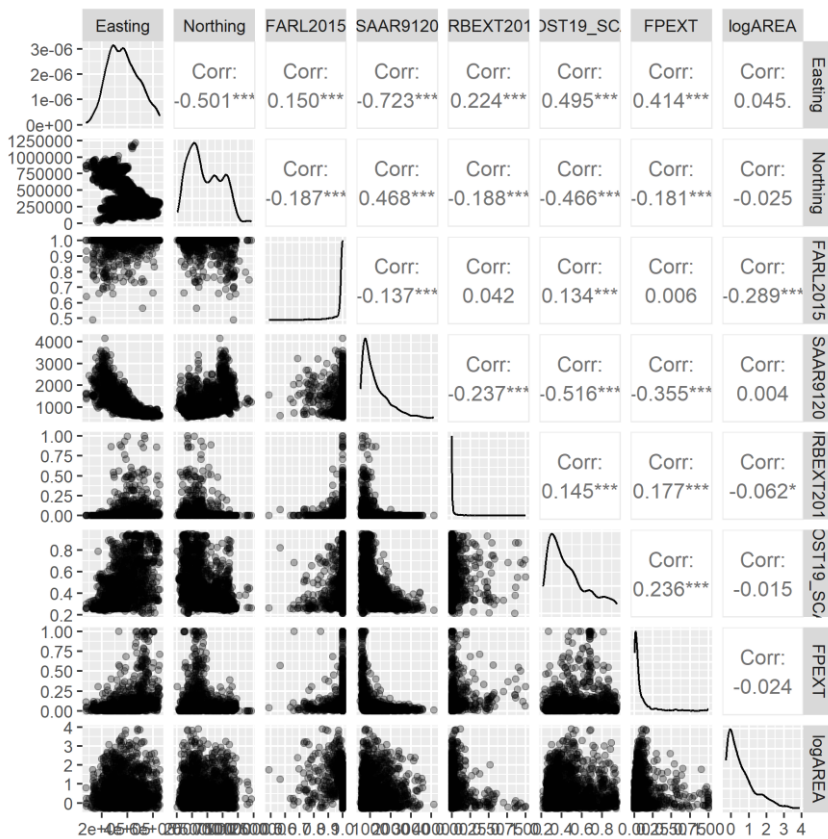 Easting Northing FARL2015 SAAR9120 RBEXT201 OST19_SC FPEXT logAREA
3e-06
2e-06
1e-06
0e+00
Corr: Corr: Corr: Corr: Corr: Corr: Corr:
-0.501*** 0.150*** -0.723*** 0.224*** 0.495*** 0.414*** 0.045.
Easting
1250000
1000000
750000
500000
250000
0
Corr: Corr: Corr: Corr: Corr: Corr:
-0.187*** 0.468*** -0.188*** -0.466*** -0.181*** -0.025
Northing
1.0
0.9
0.8
0.7
0.6
0.5
Corr: Corr: Corr: Corr: Corr:
-0.137*** 0.042 0.134*** 0.006 -0.289***
FARL2015
4000
3000
2000
1000
Corr: Corr: Corr: Corr:
-0.237*** -0.516*** -0.355*** 0.004
SAAR9120
1.00
0.75
0.50
0.25
0.00
Corr: Corr: Corr:
0.145*** 0.177*** -0.062*
IRBEXT201
0.8
0.6
0.4
0.2
Corr: Corr:
0.236*** -0.015
OST19_SC
1.00
0.75
0.50
0.25
0.00
Corr:
-0.024
FPEXT
4
3
2
1
0
logAREA
0 1 2 3 4